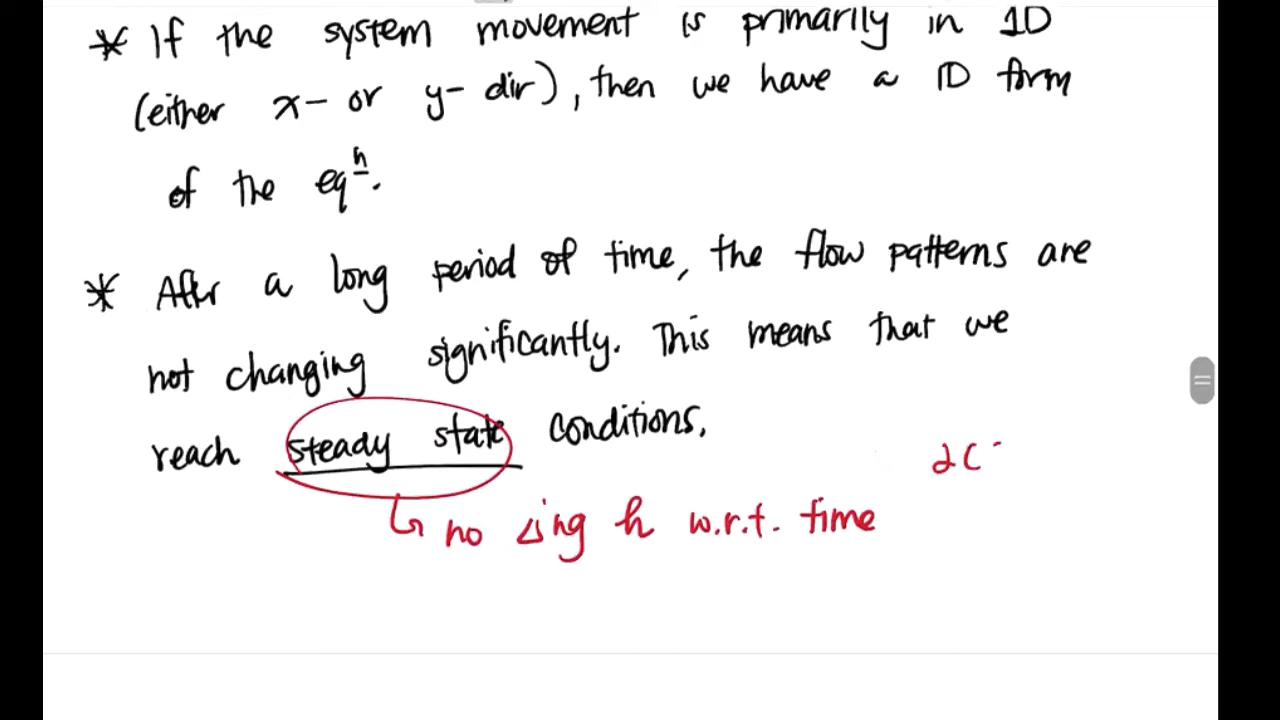 * If the system movement is primarily in 1D
(either x- or y- dir), then we have a 1D form
of the eqⁿ.
* After a long period of time, the flow patterns are
not changing significantly. This means that we
reach steady state conditions.
∂(
↳ no Δing h w.r.t. time